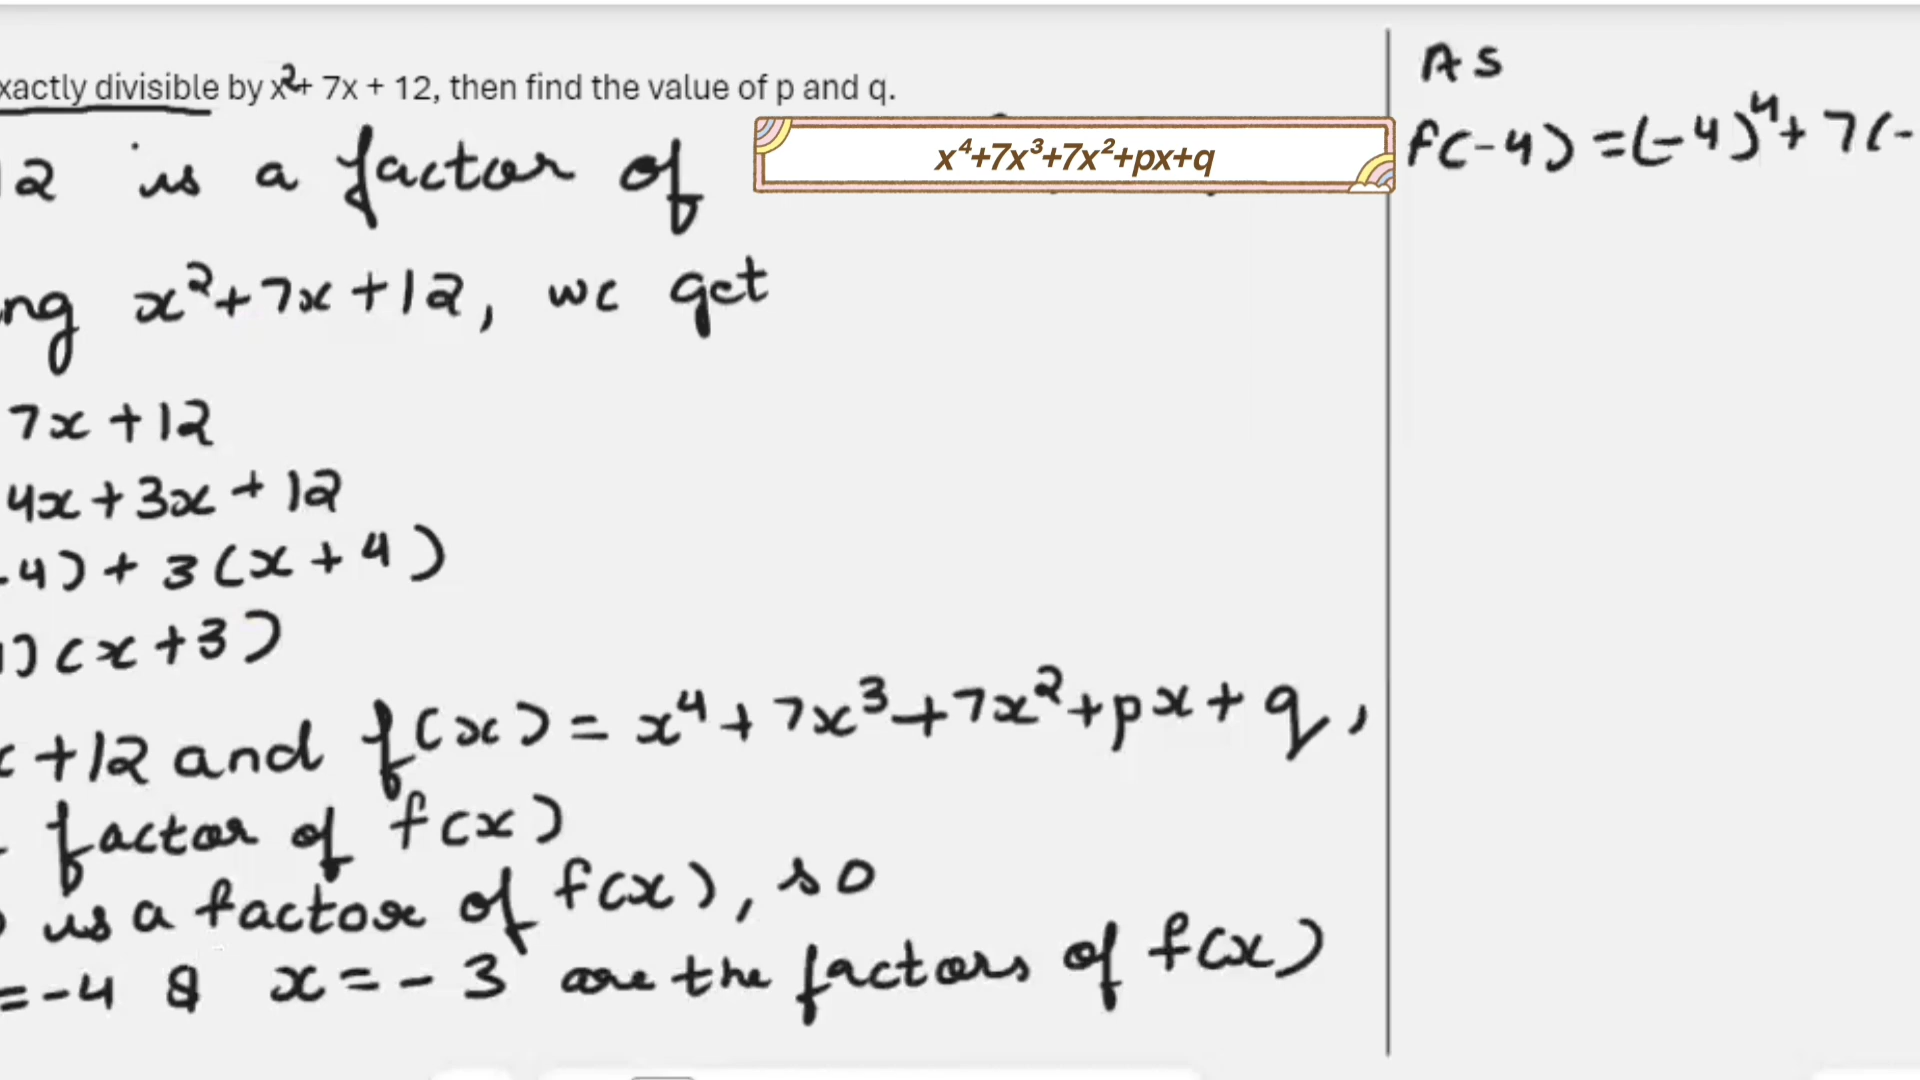 xactly divisible by x²+ 7x + 12, then find the value of p and q.
12 is a factor of x⁴+7x³+7x²+px+q
ng x²+7x+12, we get
7x+12
4x+3x+12
4)+3(x+4)
)(x+3)
x+12 and f(x)=x⁴+7x³+7x²+px+q,
factor of f(x)
is a factor of f(x), so
=-4 & x=-3 are the factors of f(x)
As
f(-4)=(-4)⁴+7(-